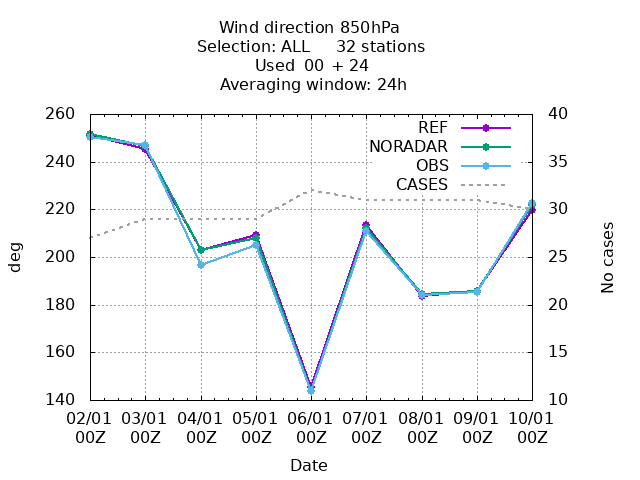 Wind direction 850hPa
Selection: ALL 32 stations
Used 00 + 24
Averaging window: 24h
260 40
REF
NORADAR
240 35
OBS
CASES
220 30
200 25
180 20
160 15
140 10
deg
No cases
02/01 03/01 04/01 05/01 06/01 07/01 08/01 09/01 10/01
00Z 00Z 00Z 00Z 00Z 00Z 00Z 00Z 00Z
Date